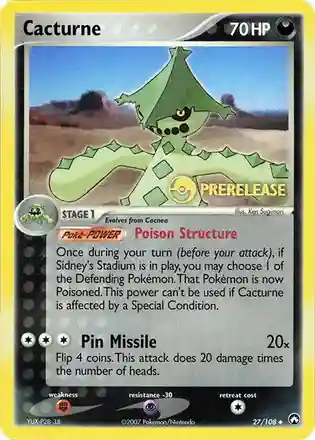 Cacturne 70 HP
PRERELEASE
Illus. Ken Sugimori
STAGE 1 Evolves from Cacnea
Poké-POWER Poison Structure
Once during your turn (before your attack), if
Sidney's Stadium is in play, you may choose 1 of
the Defending Pokémon. That Pokémon is now
Poisoned. This power can't be used if Cacturne
is affected by a Special Condition.
Pin Missile 20x
Flip 4 coins. This attack does 20 damage times
the number of heads.
weakness resistance -30 retreat cost
©2007 Pokémon/Nintendo 27/108